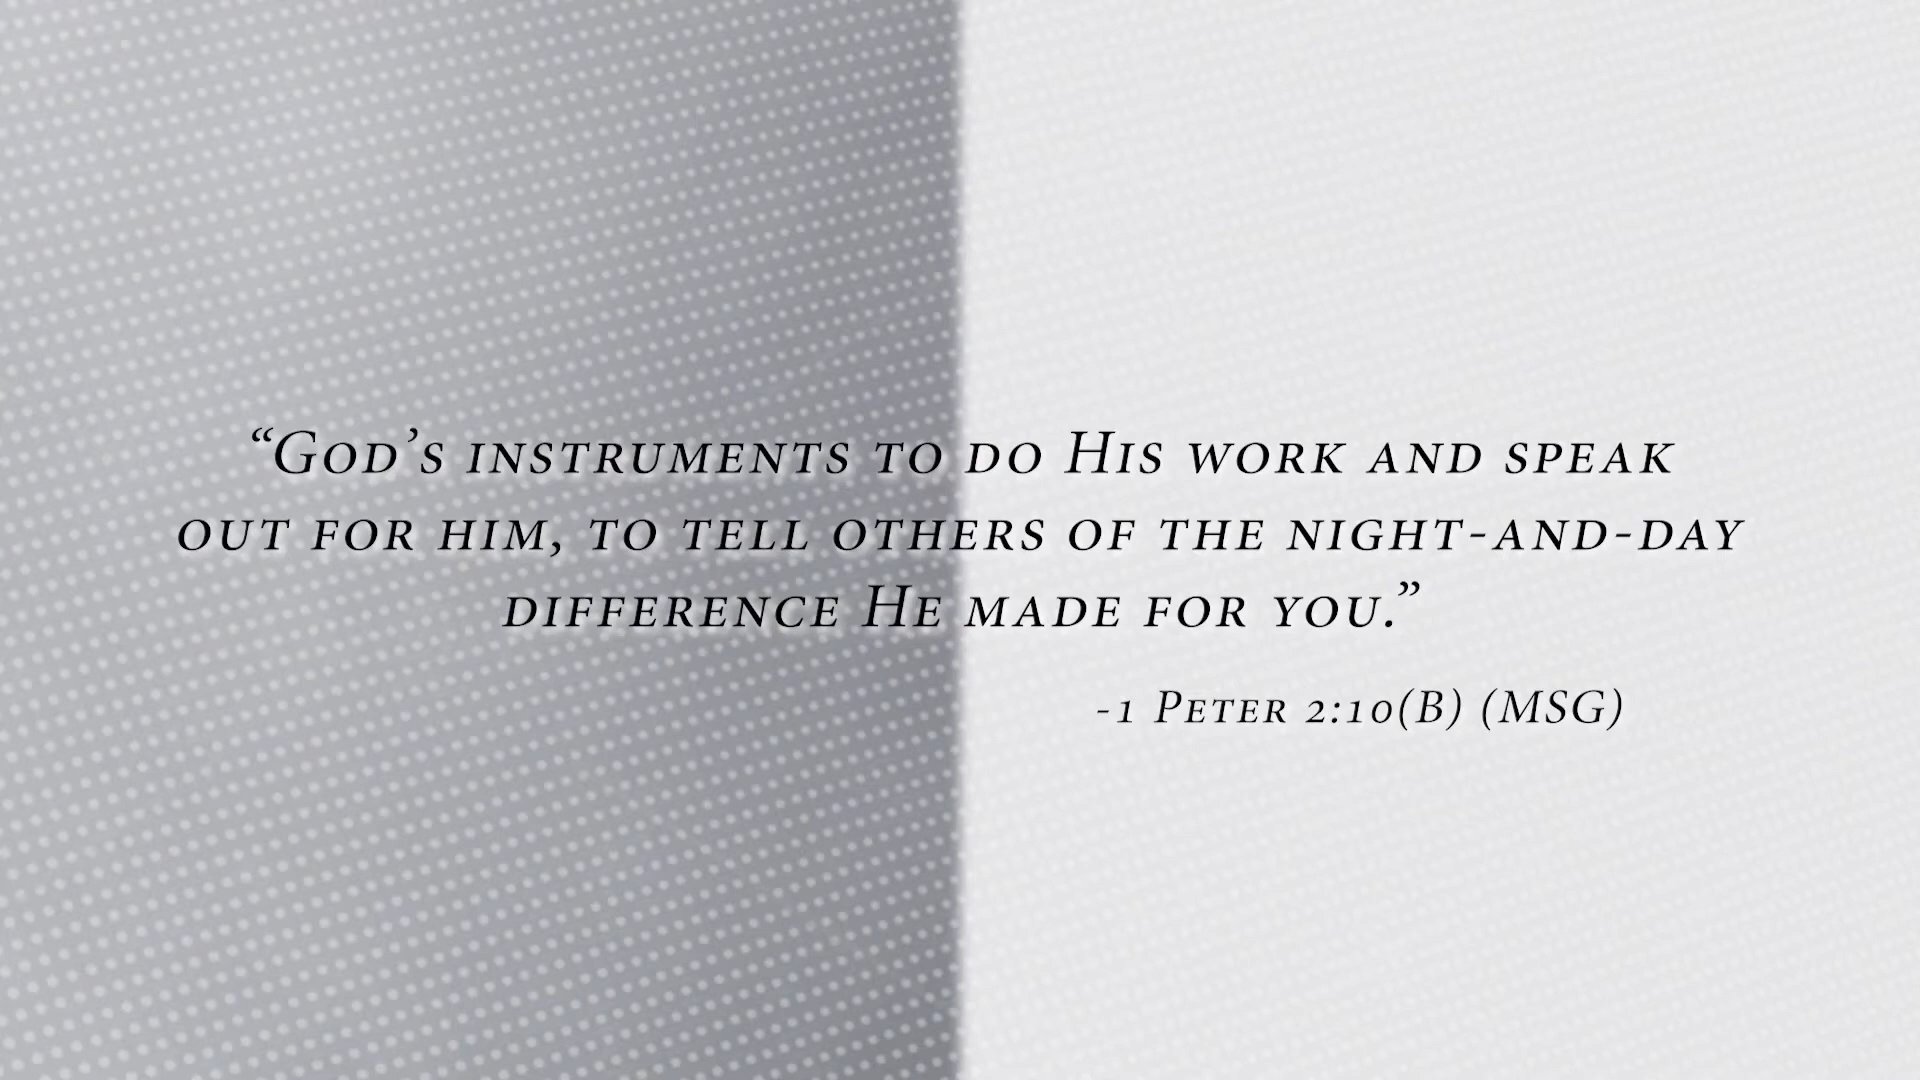 “God’s instruments to do His work and speak
out for him, to tell others of the night-and-day
difference He made for you.”
-1 Peter 2:10(B) (MSG)